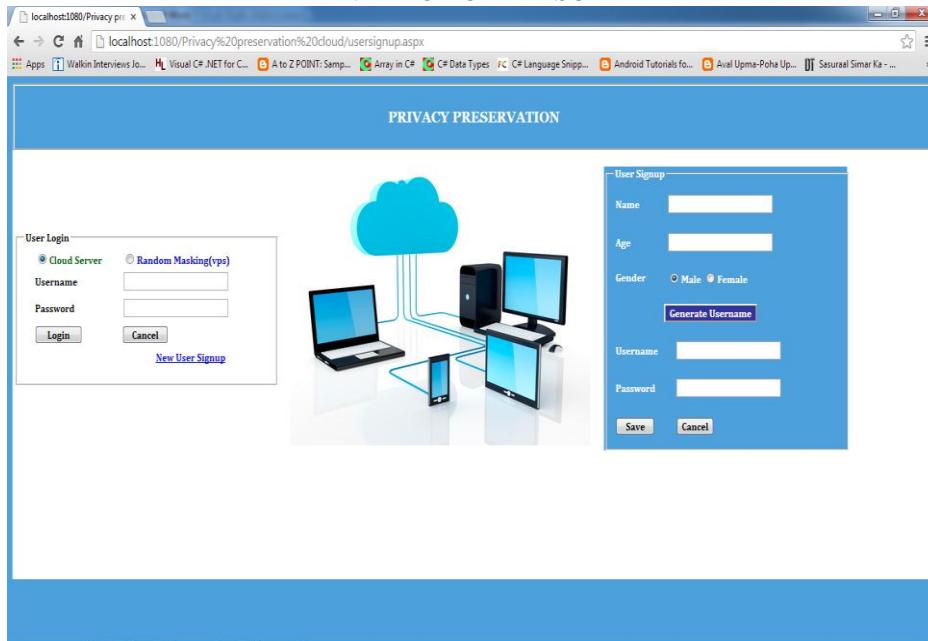 localhost:1080/Privacy pre
localhost:1080/Privacy%20preservation%20cloud/usersignup.aspx
Apps Walkin Interviews Jo... Visual C# .NET for C... A to Z POINT: Samp... Array in C# C# Data Types C# Language Snipp... Android Tutorials fo... Aval Upma-Poha Up... Sasuraal Simar Ka - ...
PRIVACY PRESERVATION
User Login
Cloud Server Random Masking(vps)
Username
Password
Login Cancel
New User Signup
User Signup
Name
Age
Gender Male Female
Generate Username
Username
Password
Save Cancel